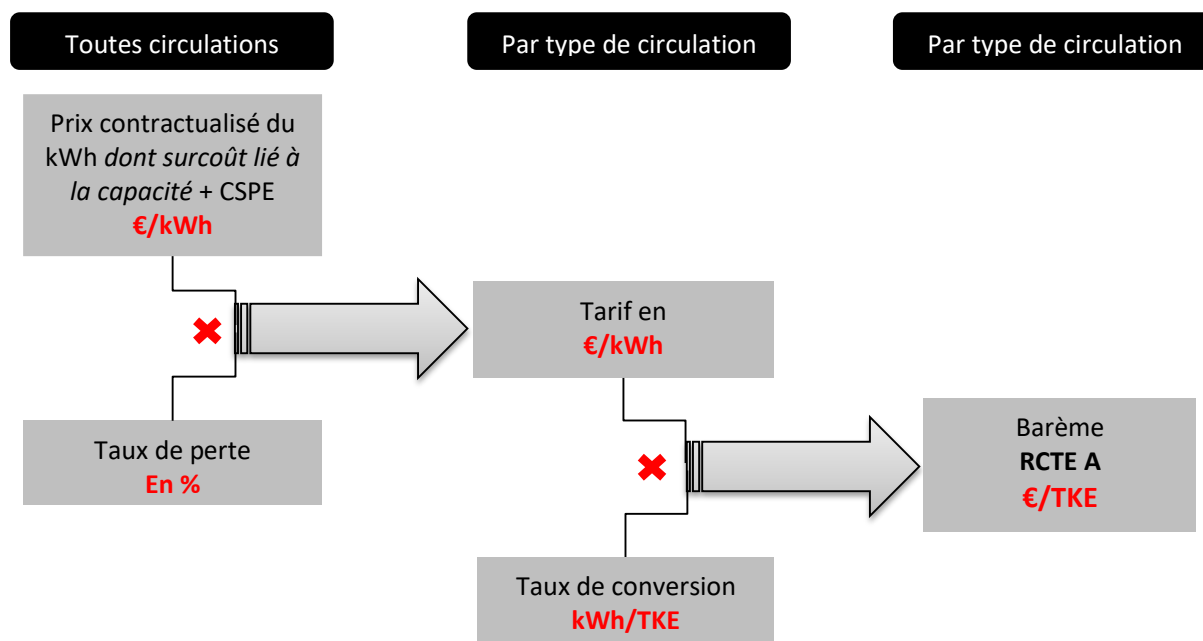 Toutes circulations
Par type de circulation
Par type de circulation
Prix contractualisé du
kWh dont surcoût lié à
la capacité + CSPE
€/kWh
Tarif en
€/kWh
Taux de perte
En %
Barème
RCTE A
€/TKE
Taux de conversion
kWh/TKE